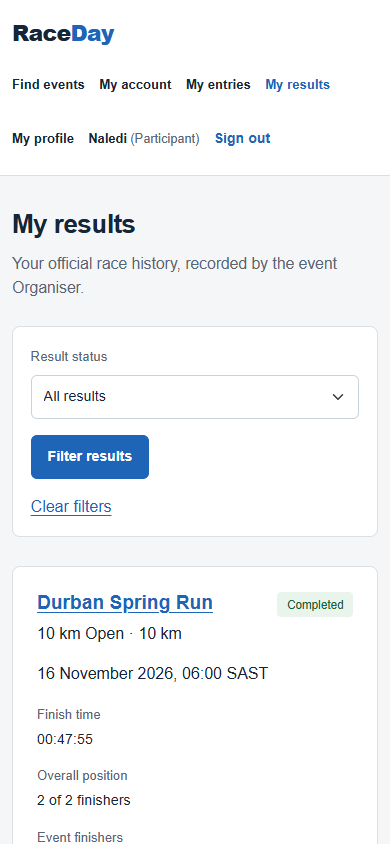 RaceDay
Find events My account My entries My results
My profile Naledi (Participant) Sign out
My results
Your official race history, recorded by the event
Organiser.
Result status
All results
Filter results
Clear filters
Durban Spring Run Completed
10 km Open · 10 km
16 November 2026, 06:00 SAST
Finish time
00:47:55
Overall position
2 of 2 finishers
Event finishers